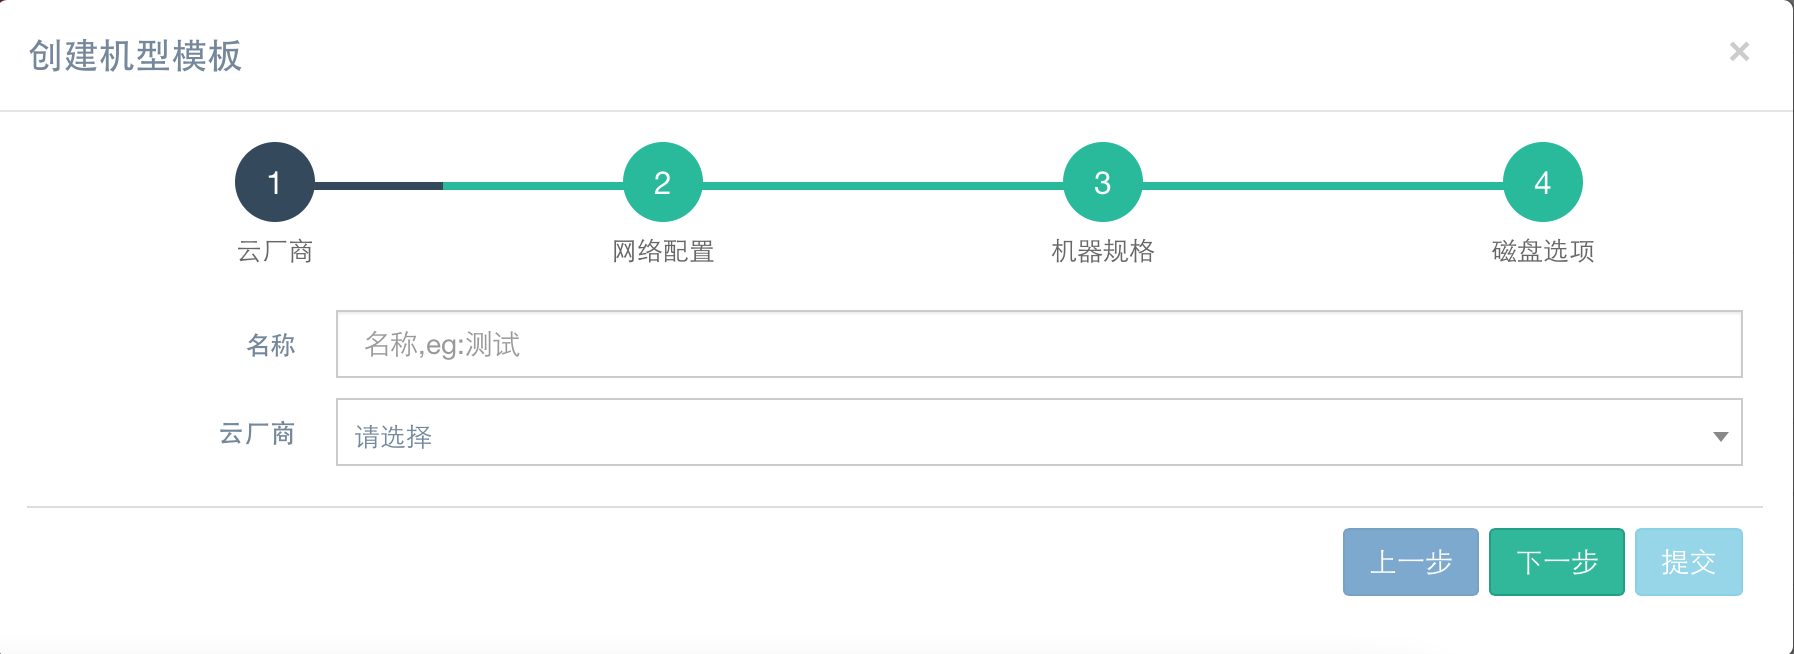 创建机型模板
×
1 2 3 4
云厂商 网络配置 机器规格 磁盘选项
名称 名称,eg:测试
云厂商 请选择
上一步 下一步 提交